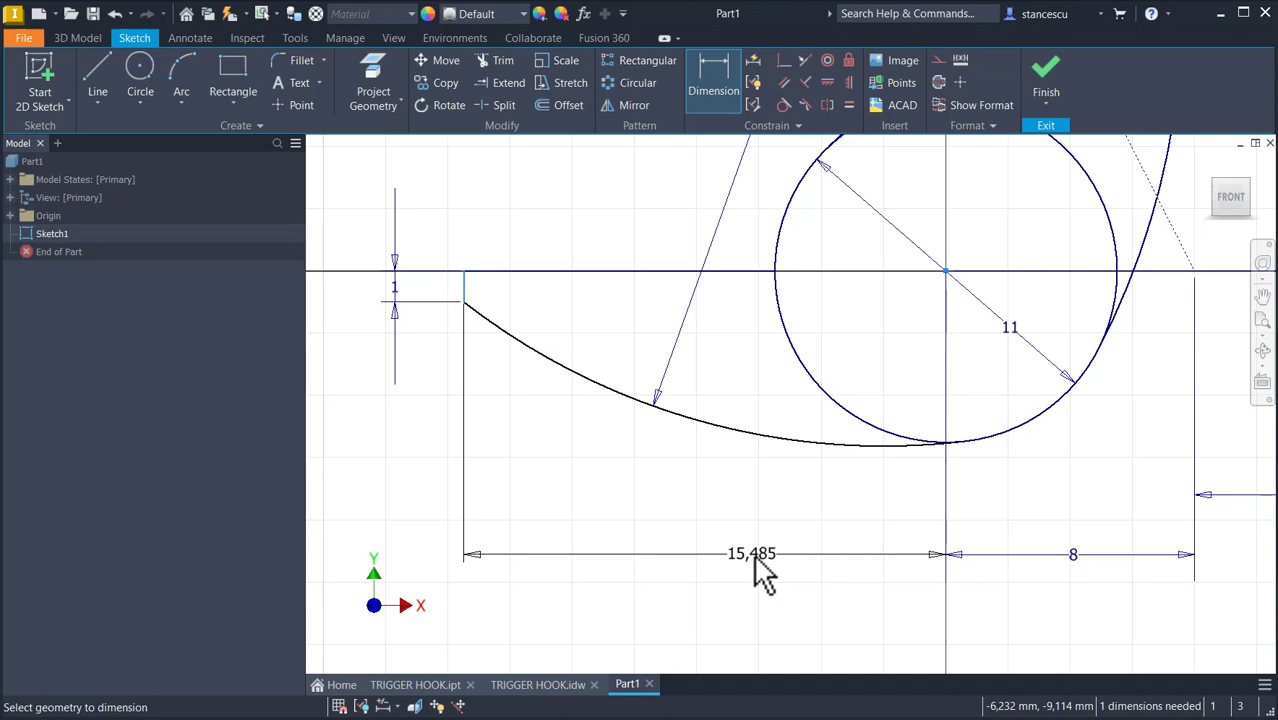 Material
Default
Part1
Search Help & Commands...
stancescu
File
3D Model
Sketch
Annotate
Inspect
Tools
Manage
View
Environments
Collaborate
Fusion 360
Start
2D Sketch
Line
Circle
Arc
Rectangle
Fillet
Text
Point
Project
Geometry
Move
Copy
Rotate
Trim
Extend
Split
Scale
Stretch
Offset
Rectangular
Circular
Mirror
Dimension
Image
Points
ACAD
Show Format
Finish
Sketch
Create
Modify
Pattern
Constrain
Insert
Format
Exit
Model
Part1
Model States: [Primary]
View: [Primary]
Origin
Sketch1
End of Part
FRONT
1
11
15,485
8
Y
X
Home
TRIGGER HOOK.ipt
TRIGGER HOOK.idw
Part1
Select geometry to dimension
-6,232 mm, -9,114 mm
1 dimensions needed
1
3